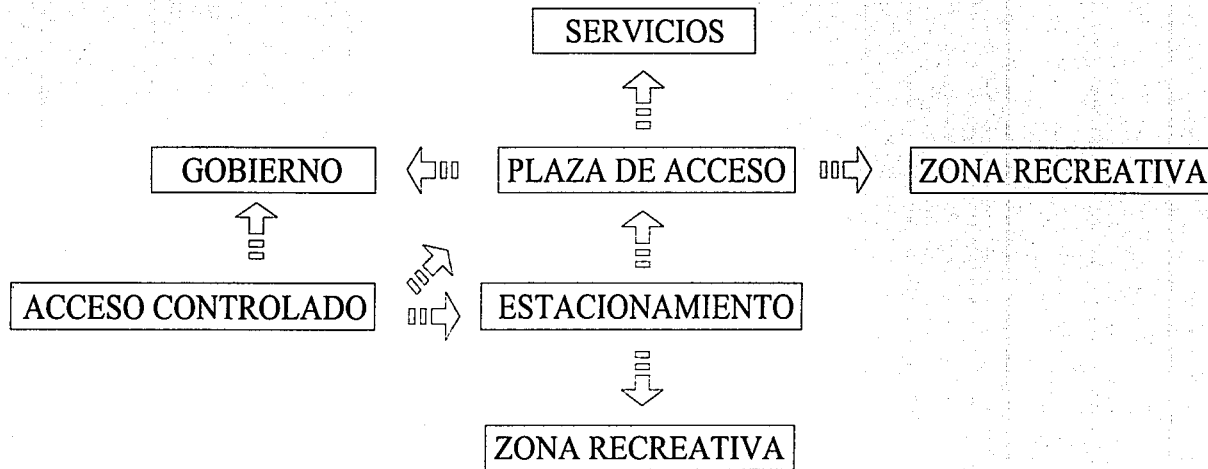 SERVICIOS
GOBIERNO
PLAZA DE ACCESO
ZONA RECREATIVA
ACCESO CONTROLADO
ESTACIONAMIENTO
ZONA RECREATIVA